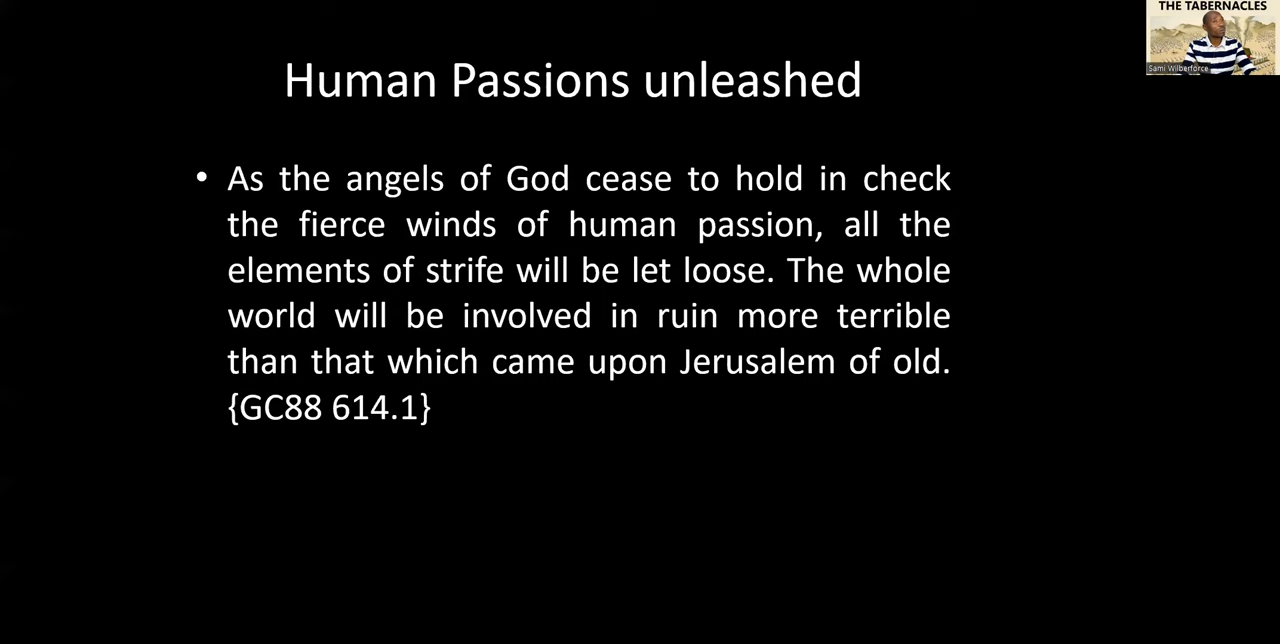 THE TABERNACLES
Sami Wilberforce
Human Passions unleashed
• As the angels of God cease to hold in check
the fierce winds of human passion, all the
elements of strife will be let loose. The whole
world will be involved in ruin more terrible
than that which came upon Jerusalem of old.
{GC88 614.1}